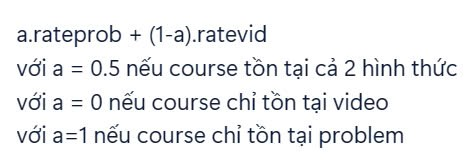 a.rateprob + (1-a).ratevid
với a = 0.5 nếu course tồn tại cả 2 hình thức
với a = 0 nếu course chỉ tồn tại video
với a=1 nếu course chỉ tồn tại problem